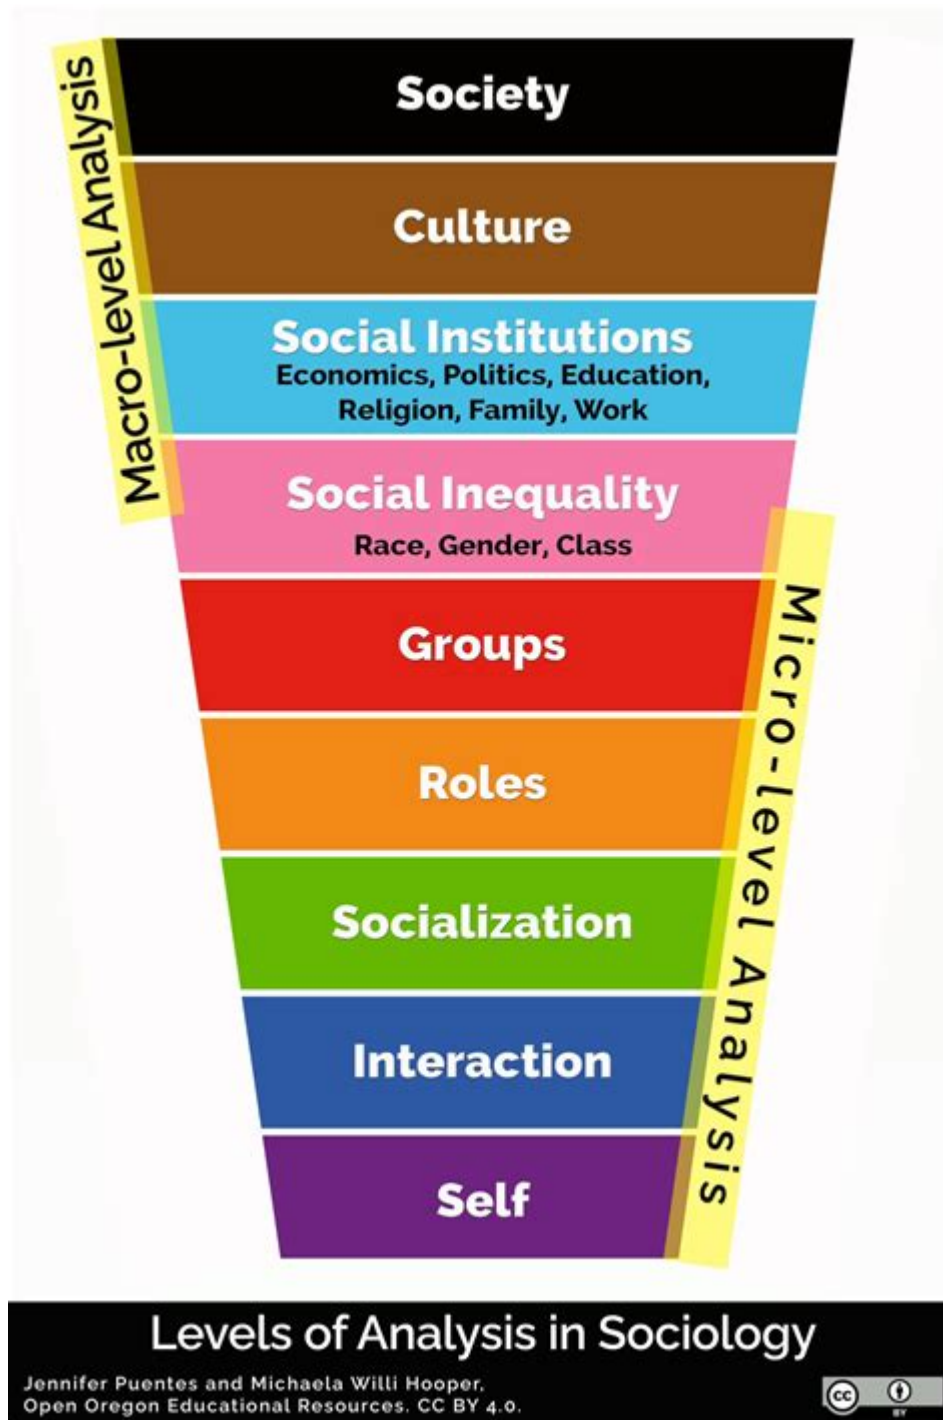 Macro-level Analysis
Society
Culture
Social Institutions
Economics, Politics, Education,
Religion, Family, Work
Social Inequality
Race, Gender, Class
Groups
Roles
Socialization
Interaction
Self
Micro-level Analysis
Levels of Analysis in Sociology
Jennifer Puentes and Michaela Willi Hooper,
Open Oregon Educational Resources. CC BY 4.0.
cc
BY